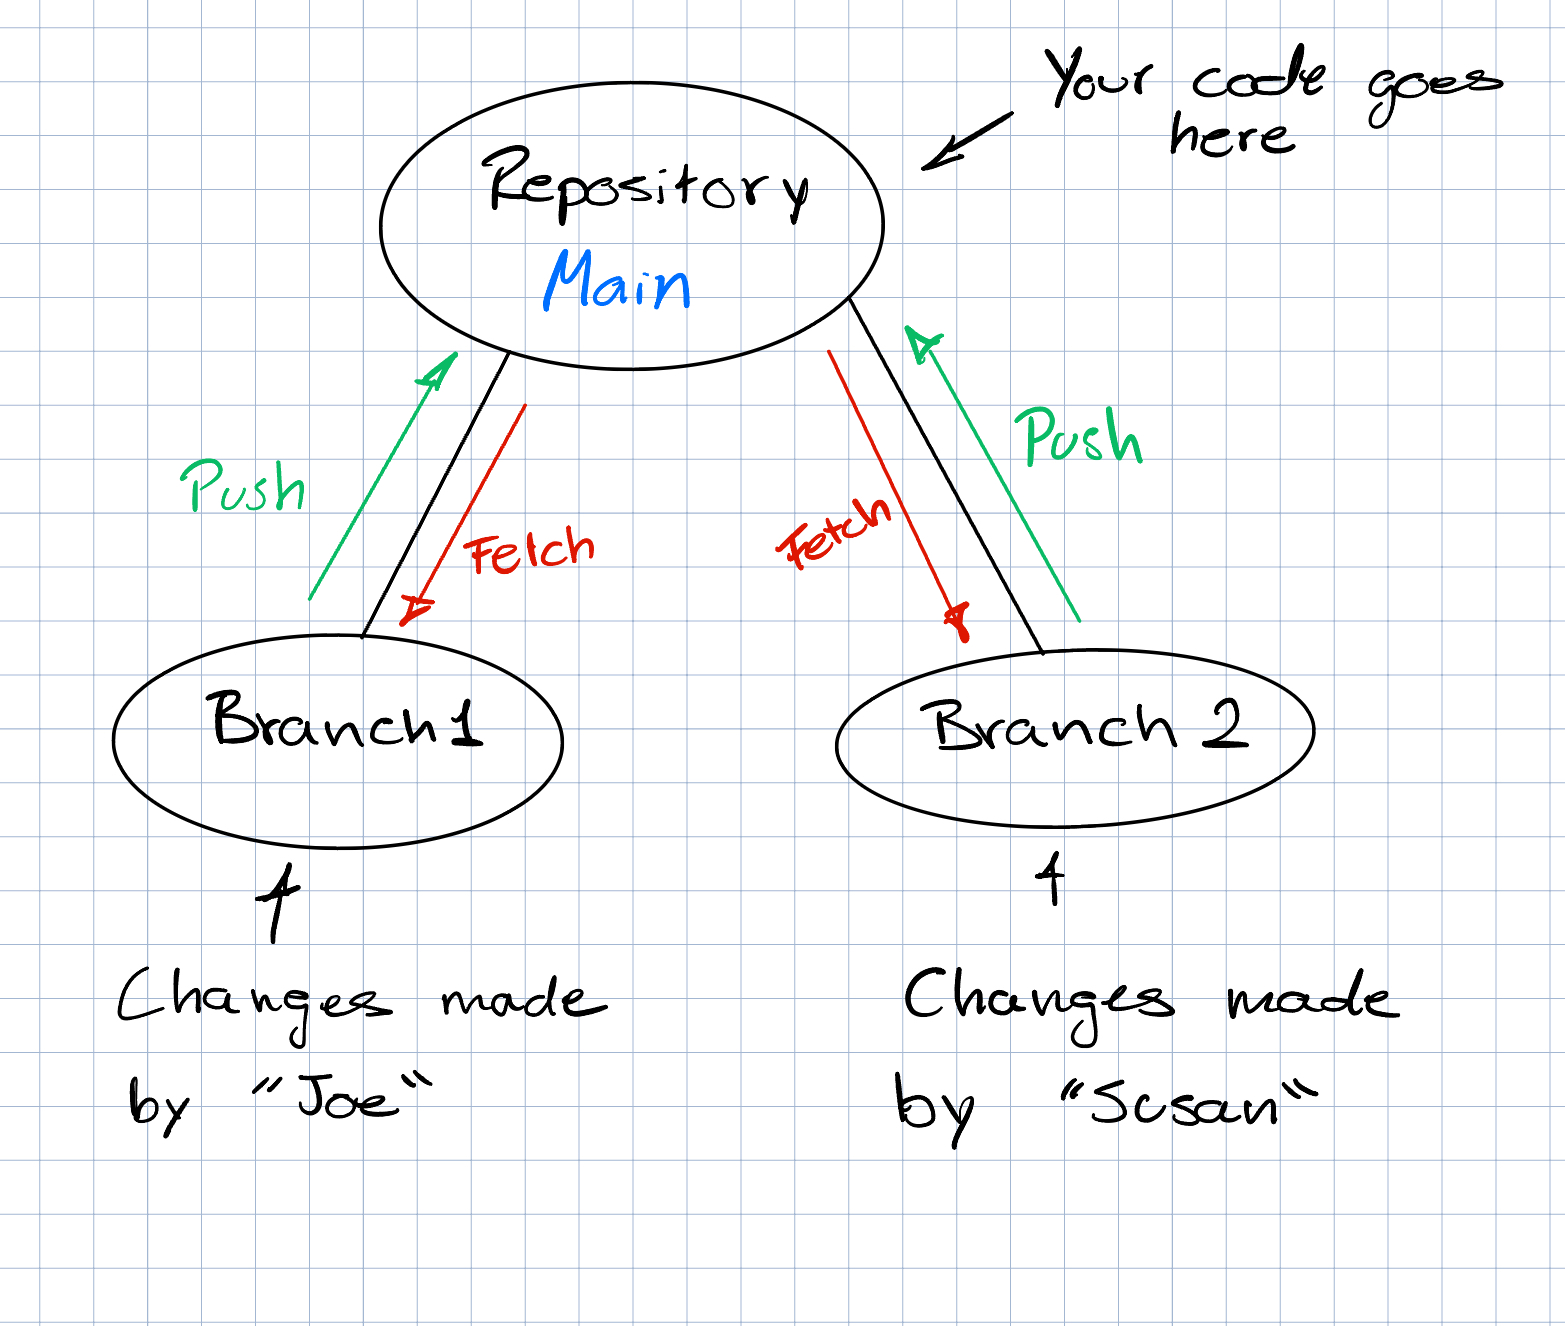 Your code goes
here
Repository
Main
Push
Fetch
Fetch
Push
Branch 1
Branch 2
Changes made
by "Joe"
Changes made
by "Susan"